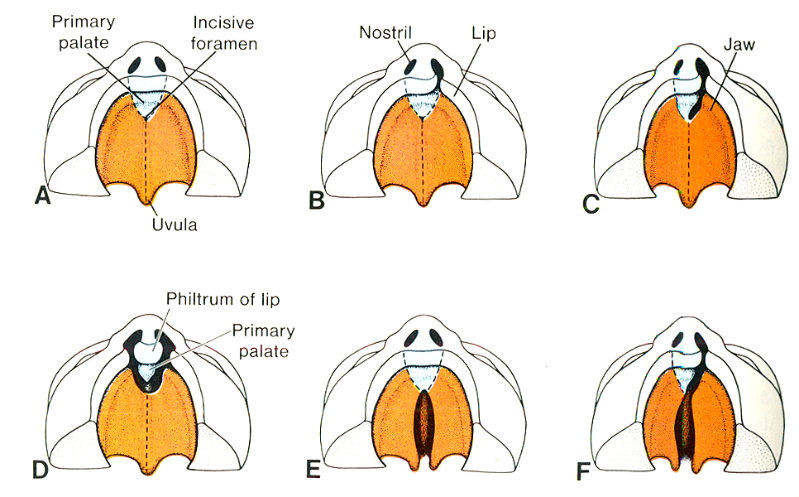 Primary
palate
Incisive
foramen
A
Uvula
Nostril
Lip
B
Jaw
C
Philtrum of lip
Primary
palate
D
E
F